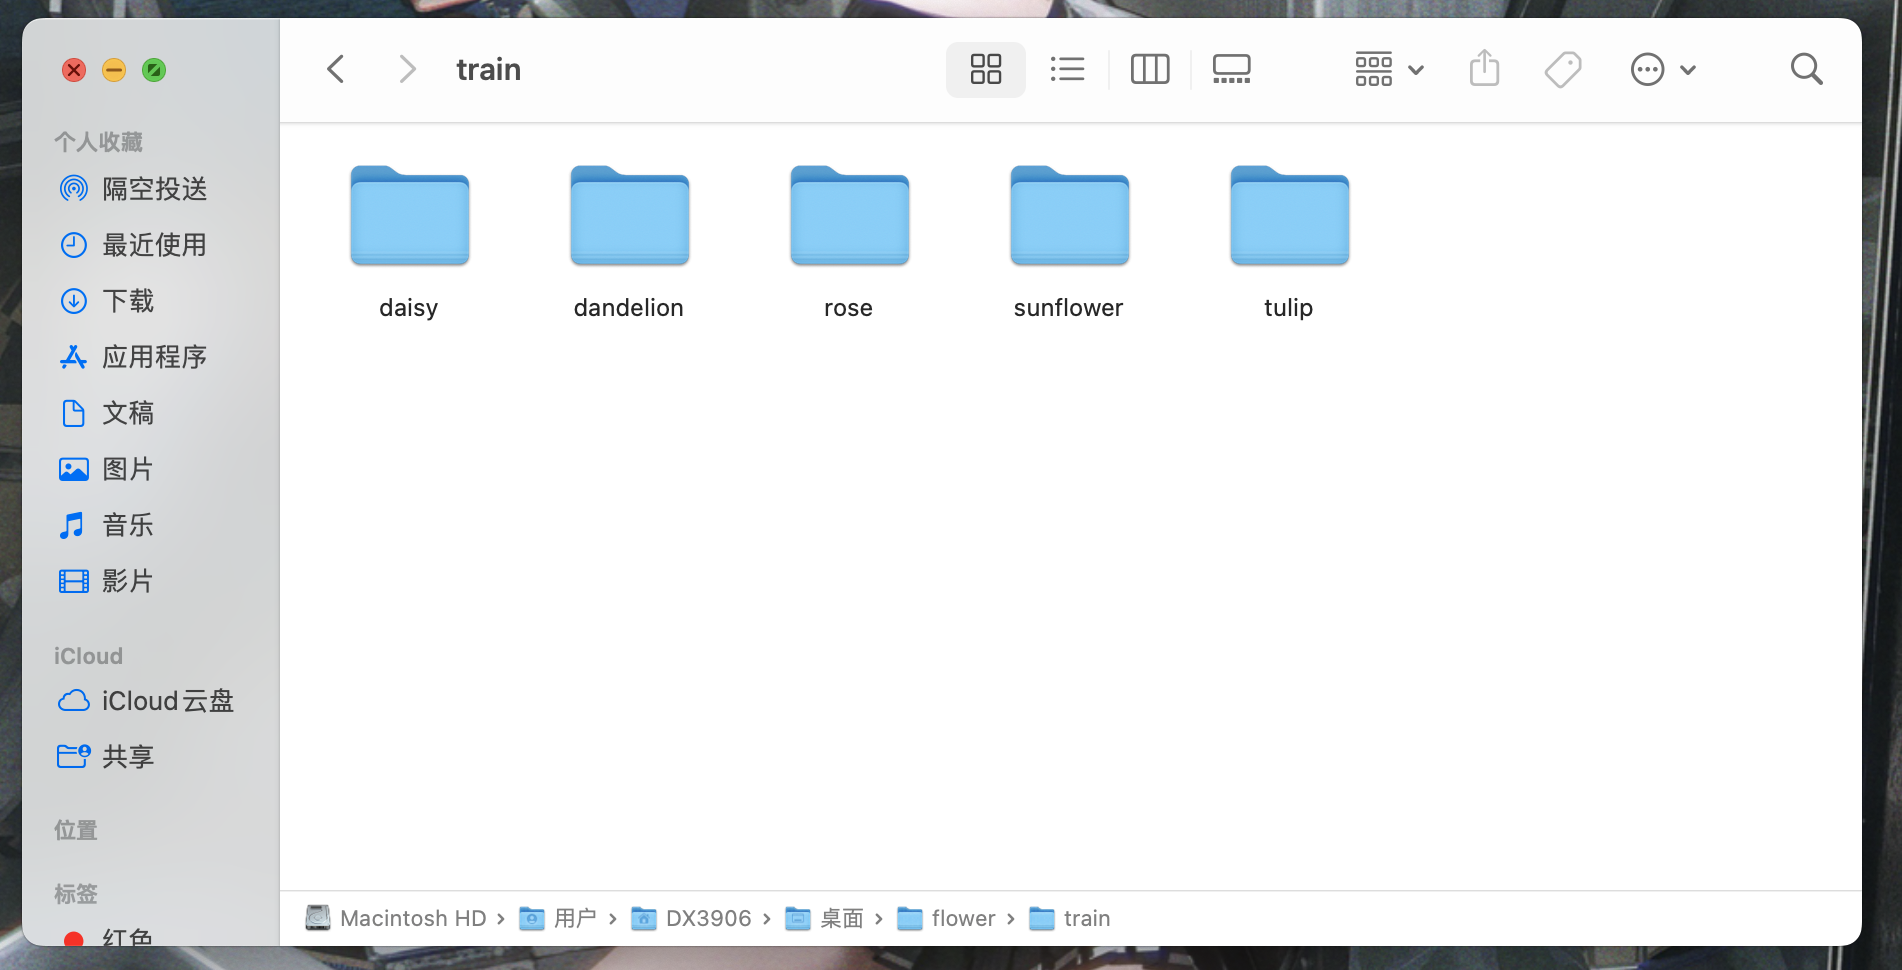 train
个人收藏
隔空投送
最近使用
下载
应用程序
文稿
图片
音乐
影片
iCloud
iCloud云盘
共享
位置
标签
红色
daisy
dandelion
rose
sunflower
tulip
Macintosh HD › 用户 › DX3906 › 桌面 › flower › train